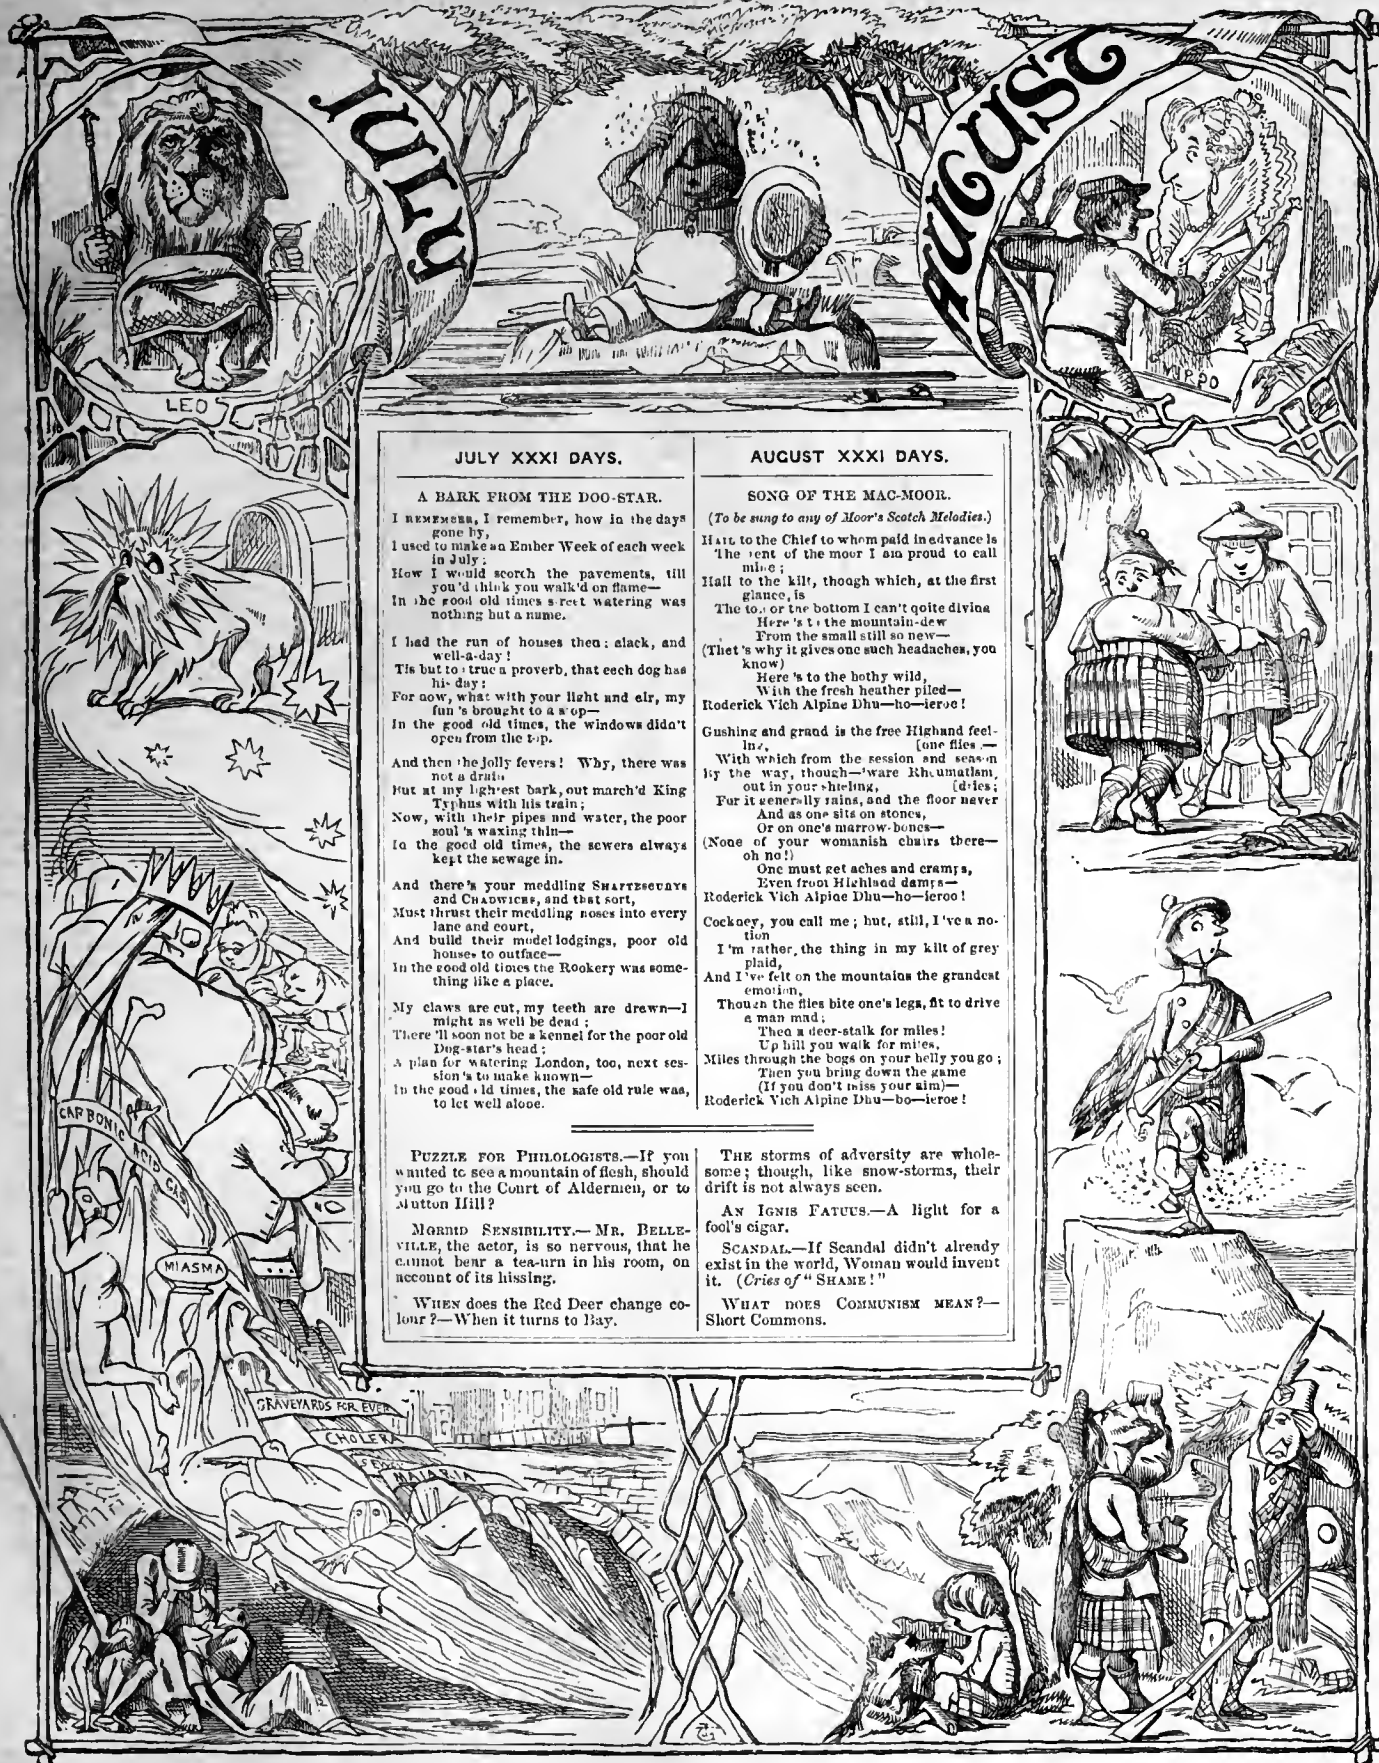 JULY
AUGUST
LEO
VIRGO
JULY XXXI DAYS.
A BARK FROM THE DOG-STAR.
I REMEMBER, I remember, how in the days
gone by,
I used to make an Ember Week of each week
in July;
How I would scorch the pavements, till
you'd think you walk'd on flame—
In the good old times street watering was
nothing but a name.
I had the run of houses then: alack, and
well-a-day!
'Tis but too true a proverb, that each dog has
his day;
For now, what with your light and air, my
fun's brought to a stop—
In the good old times, the windows didn't
open from the top.
And then the jolly fevers! Why, there was
not a drain
But at my lightest bark, out march'd King
Typhus with his train;
Now, with their pipes and water, the poor
soul's waxing thin—
In the good old times, the sewers always
kept the sewage in.
And there's your meddling SHAFTESBURYS
and CHADWICKS, and that sort,
Must thrust their meddling noses into every
lane and court,
And build their model lodgings, poor old
houses to outface—
In the good old times the Rookery was some-
thing like a place.
My claws are cut, my teeth are drawn—I
might as well be dead;
There'll soon not be a kennel for the poor old
Dog-star's head;
A plan for watering London, too, next ses-
sion's to make known—
In the good old times, the safe old rule was,
to let well alone.
PUZZLE FOR PHILOLOGISTS.—If you
wanted to see a mountain of flesh, should
you go to the Court of Aldermen, or to
Mutton Hill?
MORBID SENSIBILITY.—MR. BELLE-
VILLE, the actor, is so nervous, that he
cannot bear a tea-urn in his room, on
account of its hissing.
WHEN does the Red Deer change co-
lour?—When it turns to Bay.
AUGUST XXXI DAYS.
SONG OF THE MAC-MOOR.
(To be sung to any of Moor's Scotch Melodies.)
HAIL to the Chief to whom paid in advance is
The rent of the moor I am proud to call
mine;
Hail to the kilt, though which, at the first
glance, is
The top or the bottom I can't quite divine
Here's to the mountain-dew
From the small still so new—
(That's why it gives one such headaches, you
know)
Here's to the bothy wild,
With the fresh heather piled—
Roderick Vich Alpine Dhu—ho—ieroe!
Gushing and grand is the free Highland feel-
ing, [one flies;—
With which from the session and season
By the way, though—'ware Rheumatism,
out in your shieling, [dries;
For it generally rains, and the floor never
And as one sits on stones,
Or on one's marrow-bones—
(None of your womanish chairs there—
oh no!)
One must get aches and cramps,
Even from Highland damps—
Roderick Vich Alpine Dhu—ho—ieroo!
Cockney, you call me; but, still, I've a no-
tion
I'm rather the thing in my kilt of grey
plaid,
And I've felt on the mountains the grandest
emotion,
Though the flies bite one's legs, fit to drive
a man mad;
Then a deer-stalk for miles!
Up hill you walk for miles,
Miles through the bogs on your belly you go;
Then you bring down the game
(If you don't miss your aim)—
Roderick Vich Alpine Dhu—ho—ieroe!
THE storms of adversity are whole-
some; though, like snow-storms, their
drift is not always seen.
AN IGNIS FATUUS.—A light for a
fool's cigar.
SCANDAL.—If Scandal didn't already
exist in the world, Woman would invent
it. (Cries of "SHAME!")
WHAT DOES COMMUNISM MEAN?—
Short Commons.
CARBONIC ACID GAS
MIASMA
GRAVEYARDS FOR EVER
CHOLERA
MALARIA